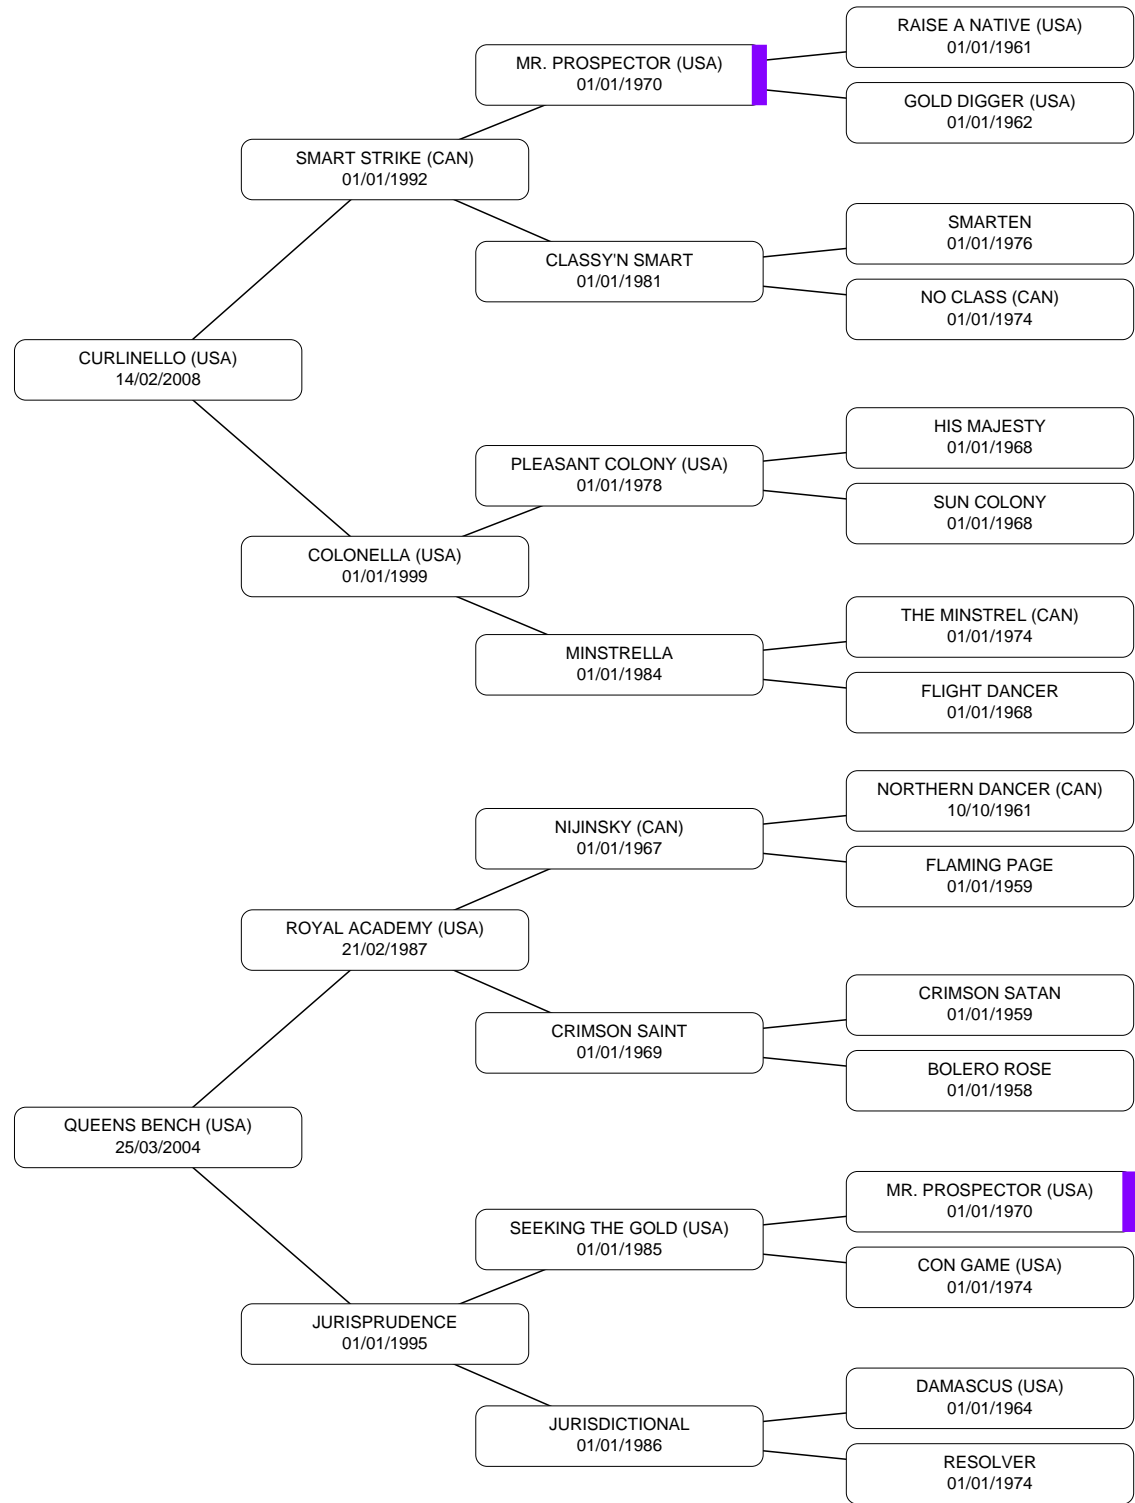 RAISE A NATIVE (USA)
01/01/1961
MR. PROSPECTOR (USA)
01/01/1970
GOLD DIGGER (USA)
01/01/1962
SMART STRIKE (CAN)
01/01/1992
SMARTEN
01/01/1976
CLASSY'N SMART
01/01/1981
NO CLASS (CAN)
01/01/1974
CURLINELLO (USA)
14/02/2008
HIS MAJESTY
01/01/1968
PLEASANT COLONY (USA)
01/01/1978
SUN COLONY
01/01/1968
COLONELLA (USA)
01/01/1999
THE MINSTREL (CAN)
01/01/1974
MINSTRELLA
01/01/1984
FLIGHT DANCER
01/01/1968
NORTHERN DANCER (CAN)
10/10/1961
NIJINSKY (CAN)
01/01/1967
FLAMING PAGE
01/01/1959
ROYAL ACADEMY (USA)
21/02/1987
CRIMSON SATAN
01/01/1959
CRIMSON SAINT
01/01/1969
BOLERO ROSE
01/01/1958
QUEENS BENCH (USA)
25/03/2004
MR. PROSPECTOR (USA)
01/01/1970
SEEKING THE GOLD (USA)
01/01/1985
CON GAME (USA)
01/01/1974
JURISPRUDENCE
01/01/1995
DAMASCUS (USA)
01/01/1964
JURISDICTIONAL
01/01/1986
RESOLVER
01/01/1974